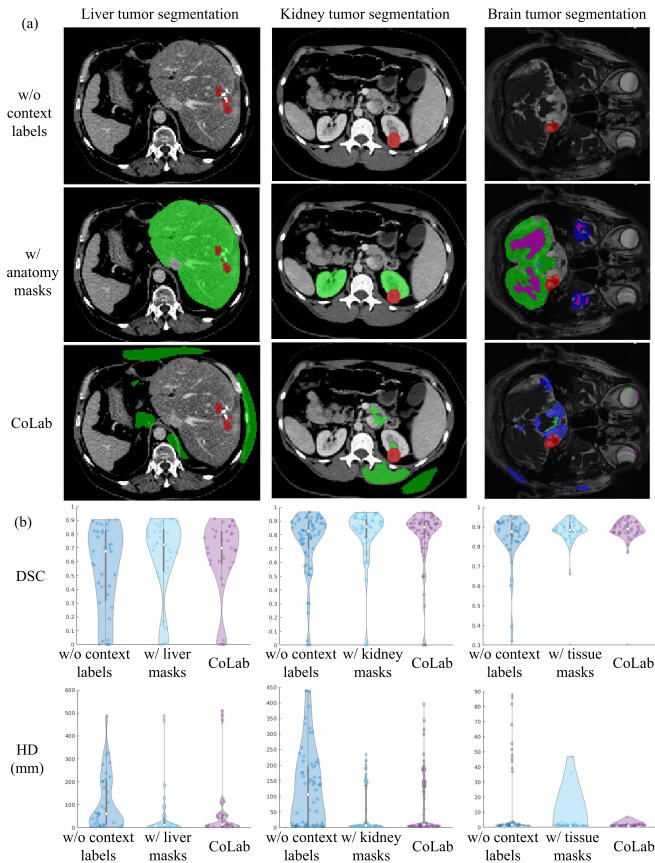 (a)
Liver tumor segmentation
Kidney tumor segmentation
Brain tumor segmentation
w/o
context
labels
w/
anatomy
masks
CoLab
(b)
DSC
1
0.9
0.8
0.7
0.6
0.5
0.4
0.3
0.2
0.1
0
w/o context
labels
w/ liver
masks
CoLab
1
0.9
0.8
0.7
0.6
0.5
0.4
0.3
0.2
0.1
0
w/o context
labels
w/ kidney
masks
CoLab
1
0.9
0.8
0.7
0.6
0.5
0.4
0.3
w/o context
labels
w/ tissue
masks
CoLab
HD
(mm)
600
500
400
300
200
100
0
w/o context
labels
w/ liver
masks
CoLab
450
400
350
300
250
200
150
100
50
0
w/o context
labels
w/ kidney
masks
CoLab
90
80
70
60
50
40
30
20
10
0
w/o context
labels
w/ tissue
masks
CoLab